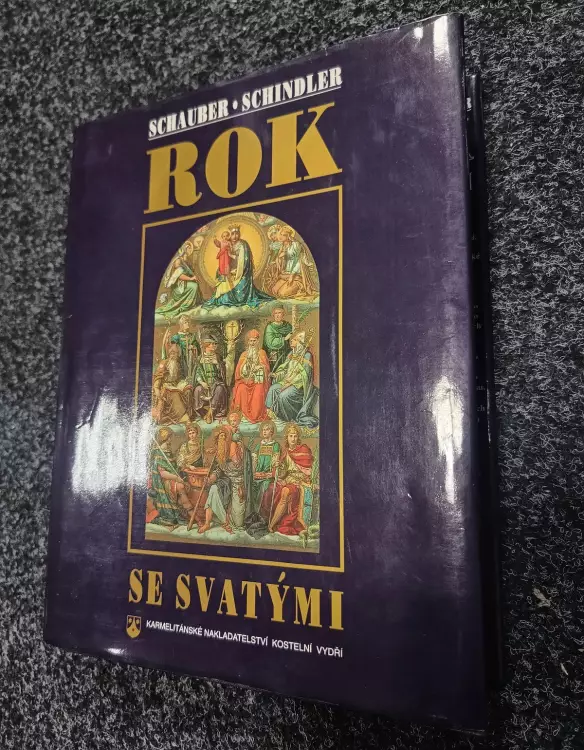 SCHAUBER • SCHINDLER
ROK
SE SVATÝMI
KARMELITÁNSKÉ NAKLADATELSTVÍ KOSTELNÍ VYDŘÍ